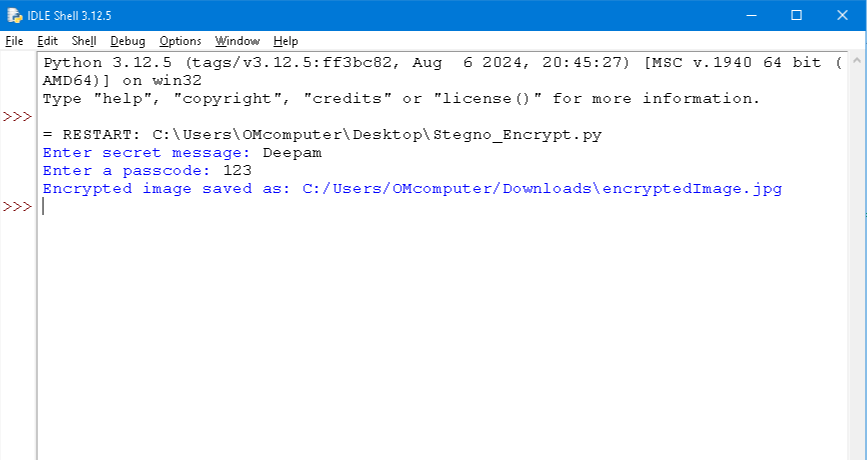 IDLE Shell 3.12.5
File Edit Shell Debug Options Window Help
Python 3.12.5 (tags/v3.12.5:ff3bc82, Aug  6 2024, 20:45:27) [MSC v.1940 64 bit (
AMD64)] on win32
Type "help", "copyright", "credits" or "license()" for more information.
>>>
= RESTART: C:\Users\OMcomputer\Desktop\Stegno_Encrypt.py
Enter secret message: Deepam
Enter a passcode: 123
Encrypted image saved as: C:/Users/OMcomputer/Downloads\encryptedImage.jpg
>>>